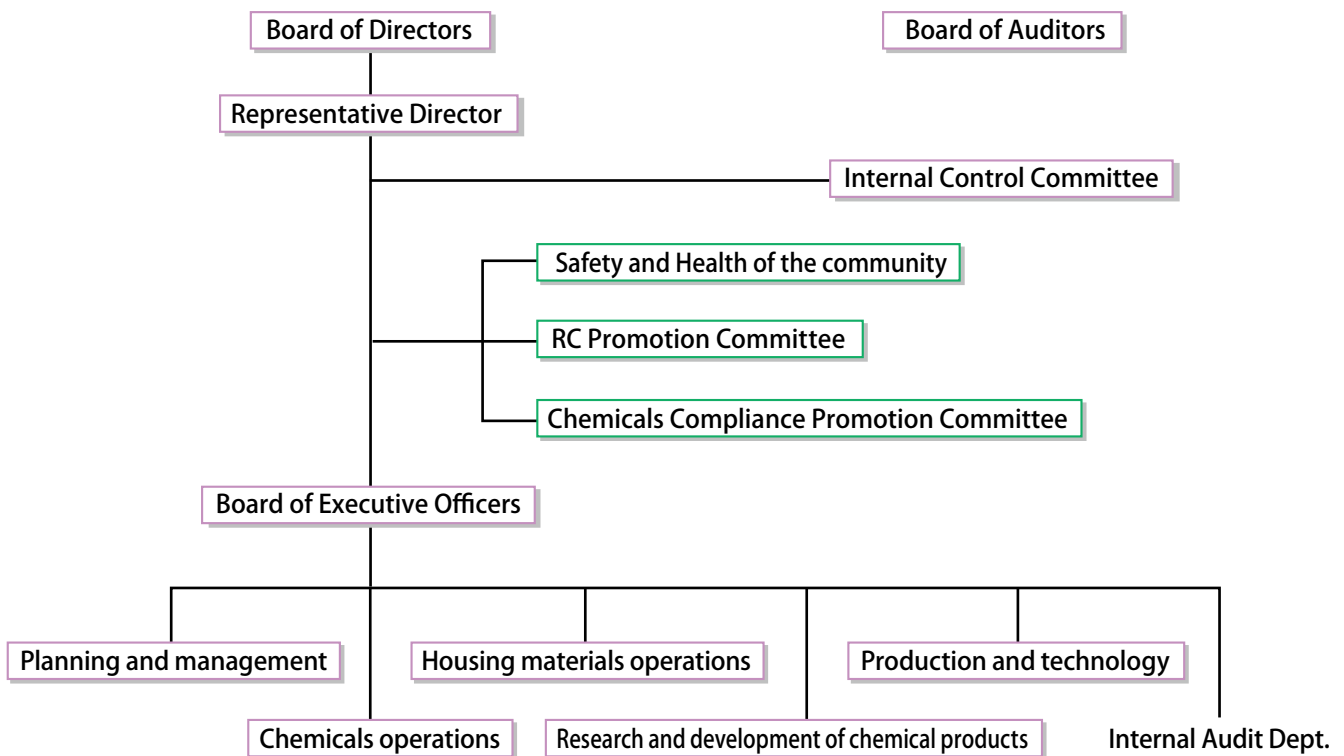 Board of Directors
Board of Auditors
Representative Director
Internal Control Committee
Safety and Health of the community
RC Promotion Committee
Chemicals Compliance Promotion Committee
Board of Executive Officers
Planning and management
Housing materials operations
Production and technology
Chemicals operations
Research and development of chemical products
Internal Audit Dept.